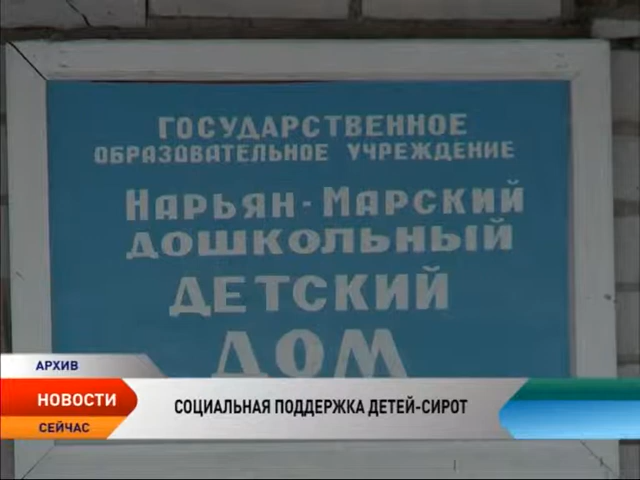 ГОСУДАРСТВЕННОЕ
ОБРАЗОВАТЕЛЬНОЕ УЧРЕЖДЕНИЕ
НАРЬЯН-МАРСКИЙ
ДОШКОЛЬНЫЙ
ДЕТСКИЙ
ДОМ
АРХИВ
НОВОСТИ
СЕЙЧАС
СОЦИАЛЬНАЯ ПОДДЕРЖКА ДЕТЕЙ-СИРОТ